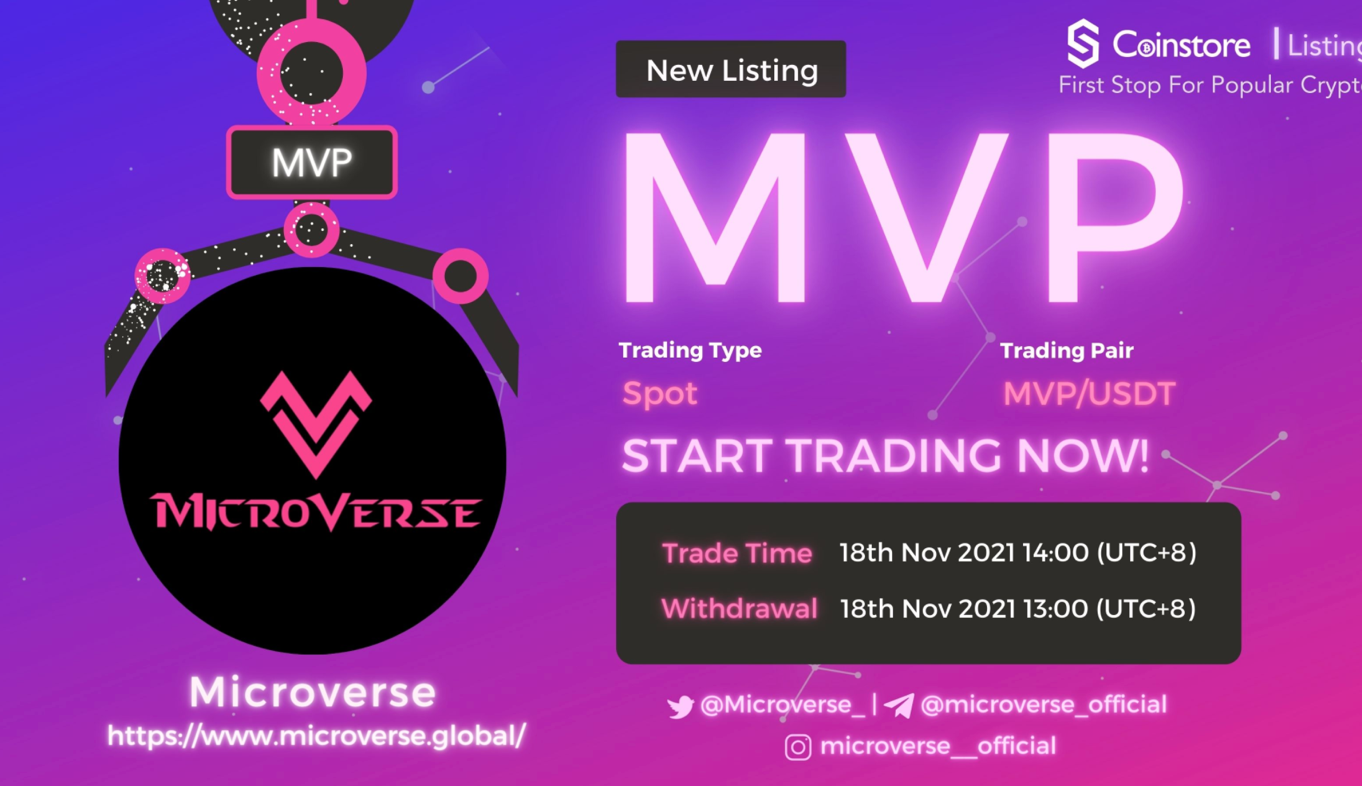 Coinstore | Listing
First Stop For Popular Crypto
New Listing
MVP
MVP
Trading Type
Trading Pair
Spot
MVP/USDT
START TRADING NOW!
MICROVERSE
Trade Time 18th Nov 2021 14:00 (UTC+8)
Withdrawal 18th Nov 2021 13:00 (UTC+8)
Microverse
https://www.microverse.global/
@Microverse_ | @microverse_official
microverse__official